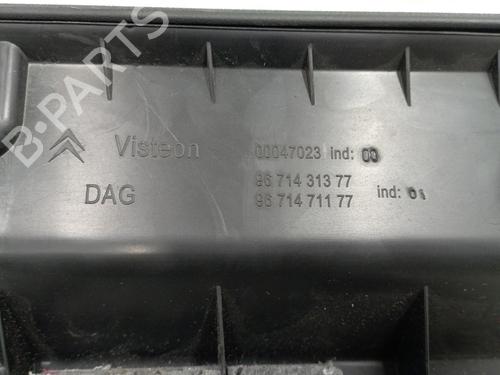 B-PARTS
Visteon 00047023 ind: 00
DAG 96 714 313 77
96 714 711 77 ind: 01